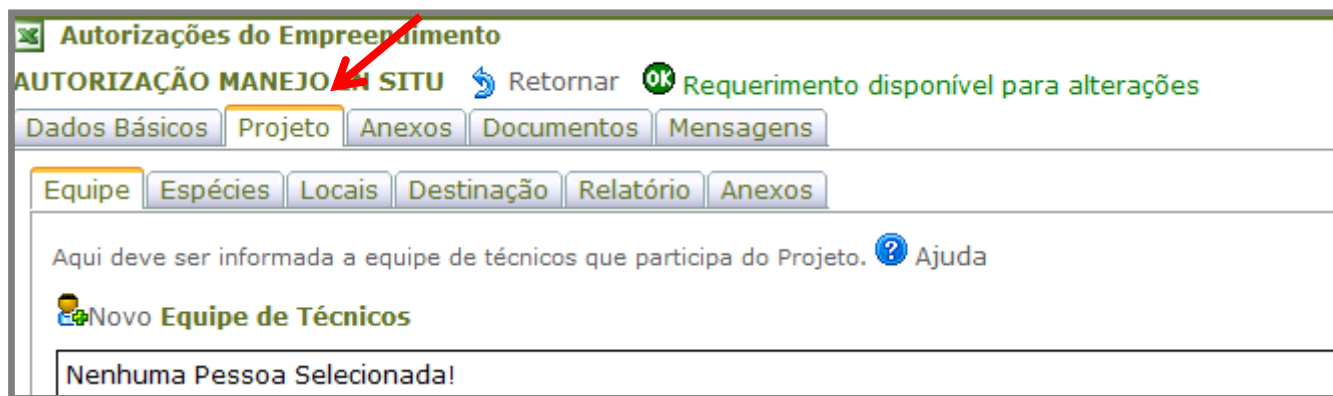 Autorizações do Empreendimento
AUTORIZAÇÃO MANEJO IN SITU Retornar OK Requerimento disponível para alterações
Dados Básicos Projeto Anexos Documentos Mensagens
Equipe Espécies Locais Destinação Relatório Anexos
Aqui deve ser informada a equipe de técnicos que participa do Projeto. ? Ajuda
Novo Equipe de Técnicos
Nenhuma Pessoa Selecionada!